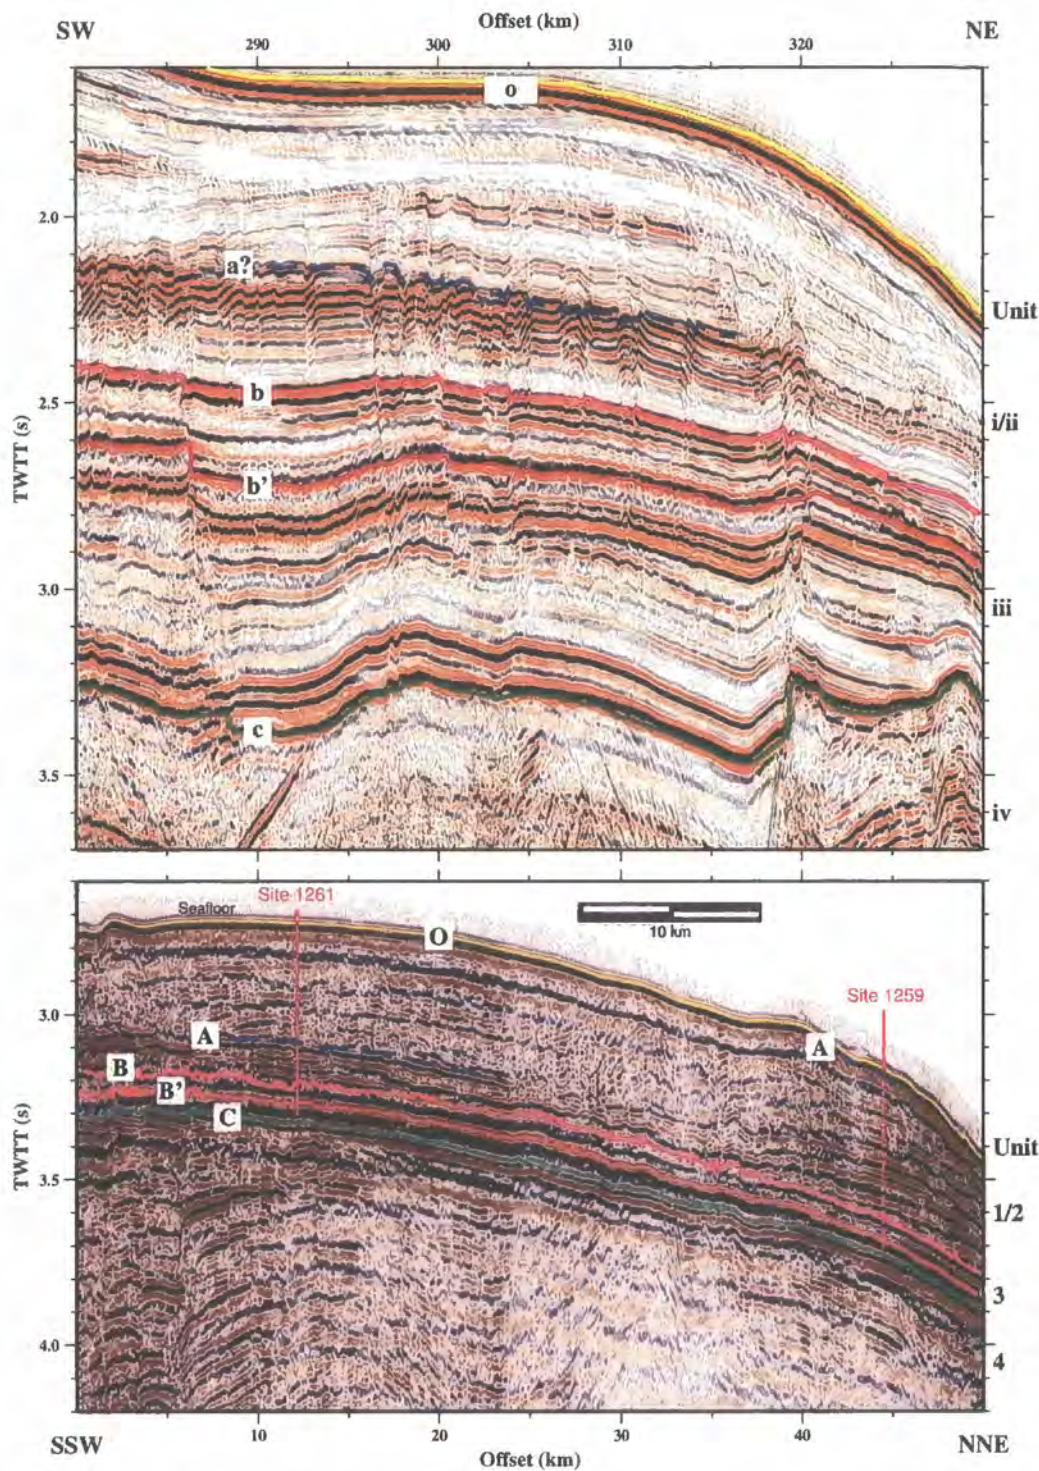 Offset (km)
SW NE
290 300 310 320
o
2.0
a?
Unit
b
2.5
i/ii
TWTT (s)
b'
3.0
iii
c
3.5
iv
Site 1261
Seafloor
O
10 km
Site 1259
3.0
A
A
B
B'
C
TWTT (s)
Unit
3.5
1/2
3
4.0
4
10 20 30 40
SSW NNE
Offset (km)